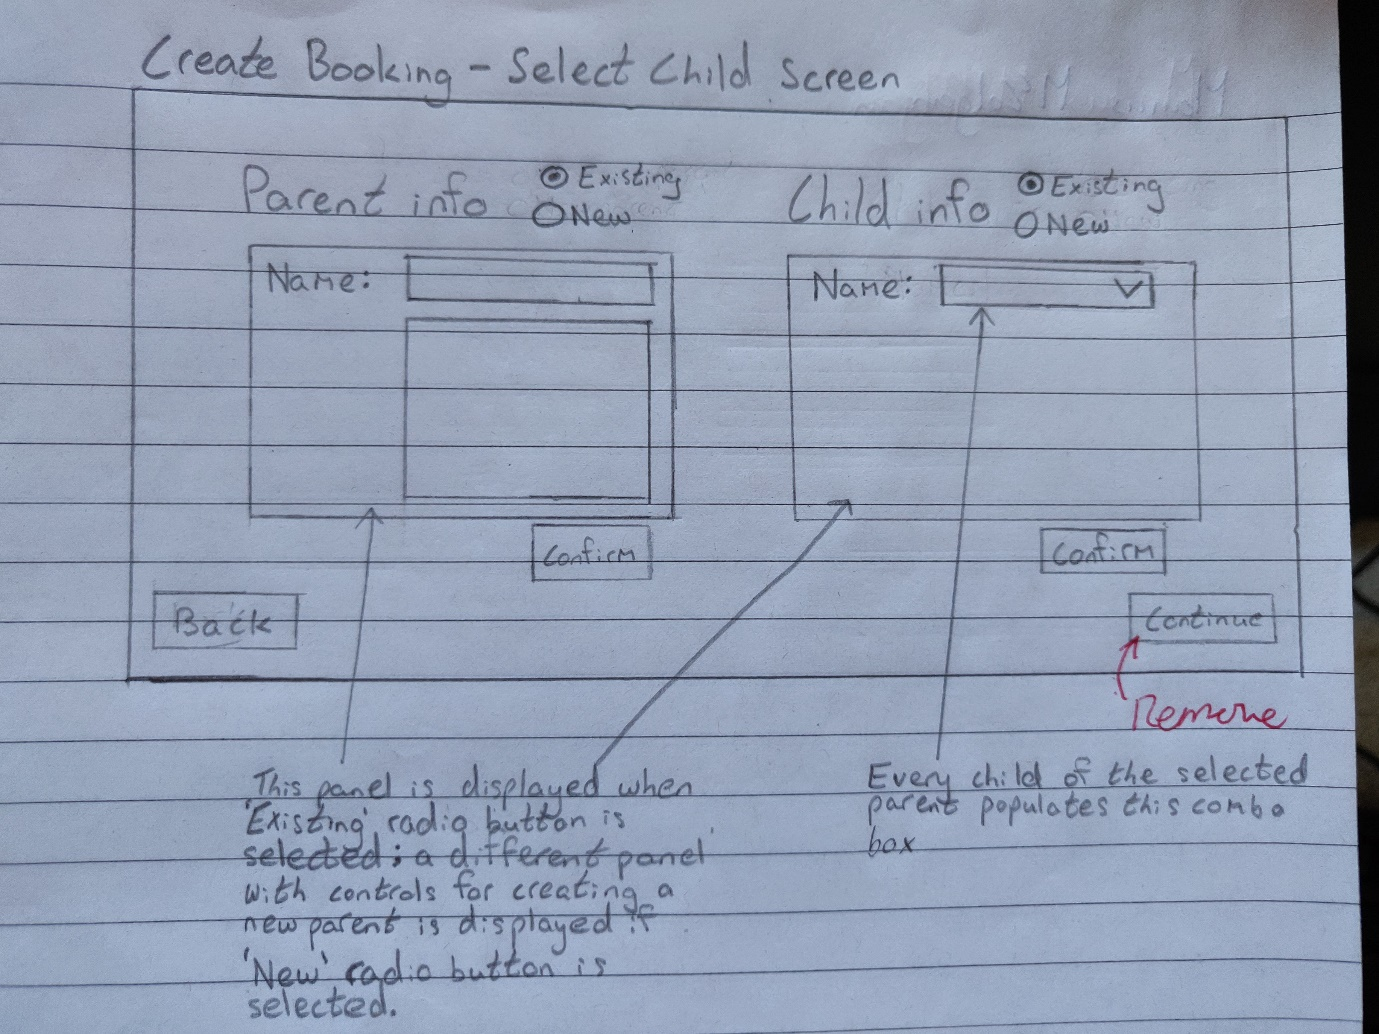 Create Booking - Select Child Screen
Parent info
Existing
New
Child info
Existing
New
Name:
Name:
Confirm
Confirm
Back
Continue
Remove
This panel is displayed when
'Existing' radio button is
selected; a different panel
with controls for creating a
new parent is displayed if
'New' radio button is
selected.
Every child of the selected
parent populates this combo
box